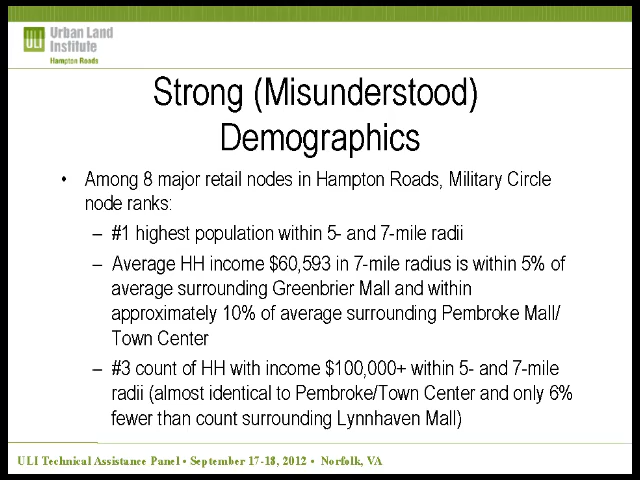 ULI Urban Land
Institute
Hampton Roads
Strong (Misunderstood)
Demographics
• Among 8 major retail nodes in Hampton Roads, Military Circle
node ranks:
– #1 highest population within 5- and 7-mile radii
– Average HH income $60,593 in 7-mile radius is within 5% of
average surrounding Greenbrier Mall and within
approximately 10% of average surrounding Pembroke Mall/
Town Center
– #3 count of HH with income $100,000+ within 5- and 7-mile
radii (almost identical to Pembroke/Town Center and only 6%
fewer than count surrounding Lynnhaven Mall)
ULI Technical Assistance Panel • September 17-18, 2012 • Norfolk, VA